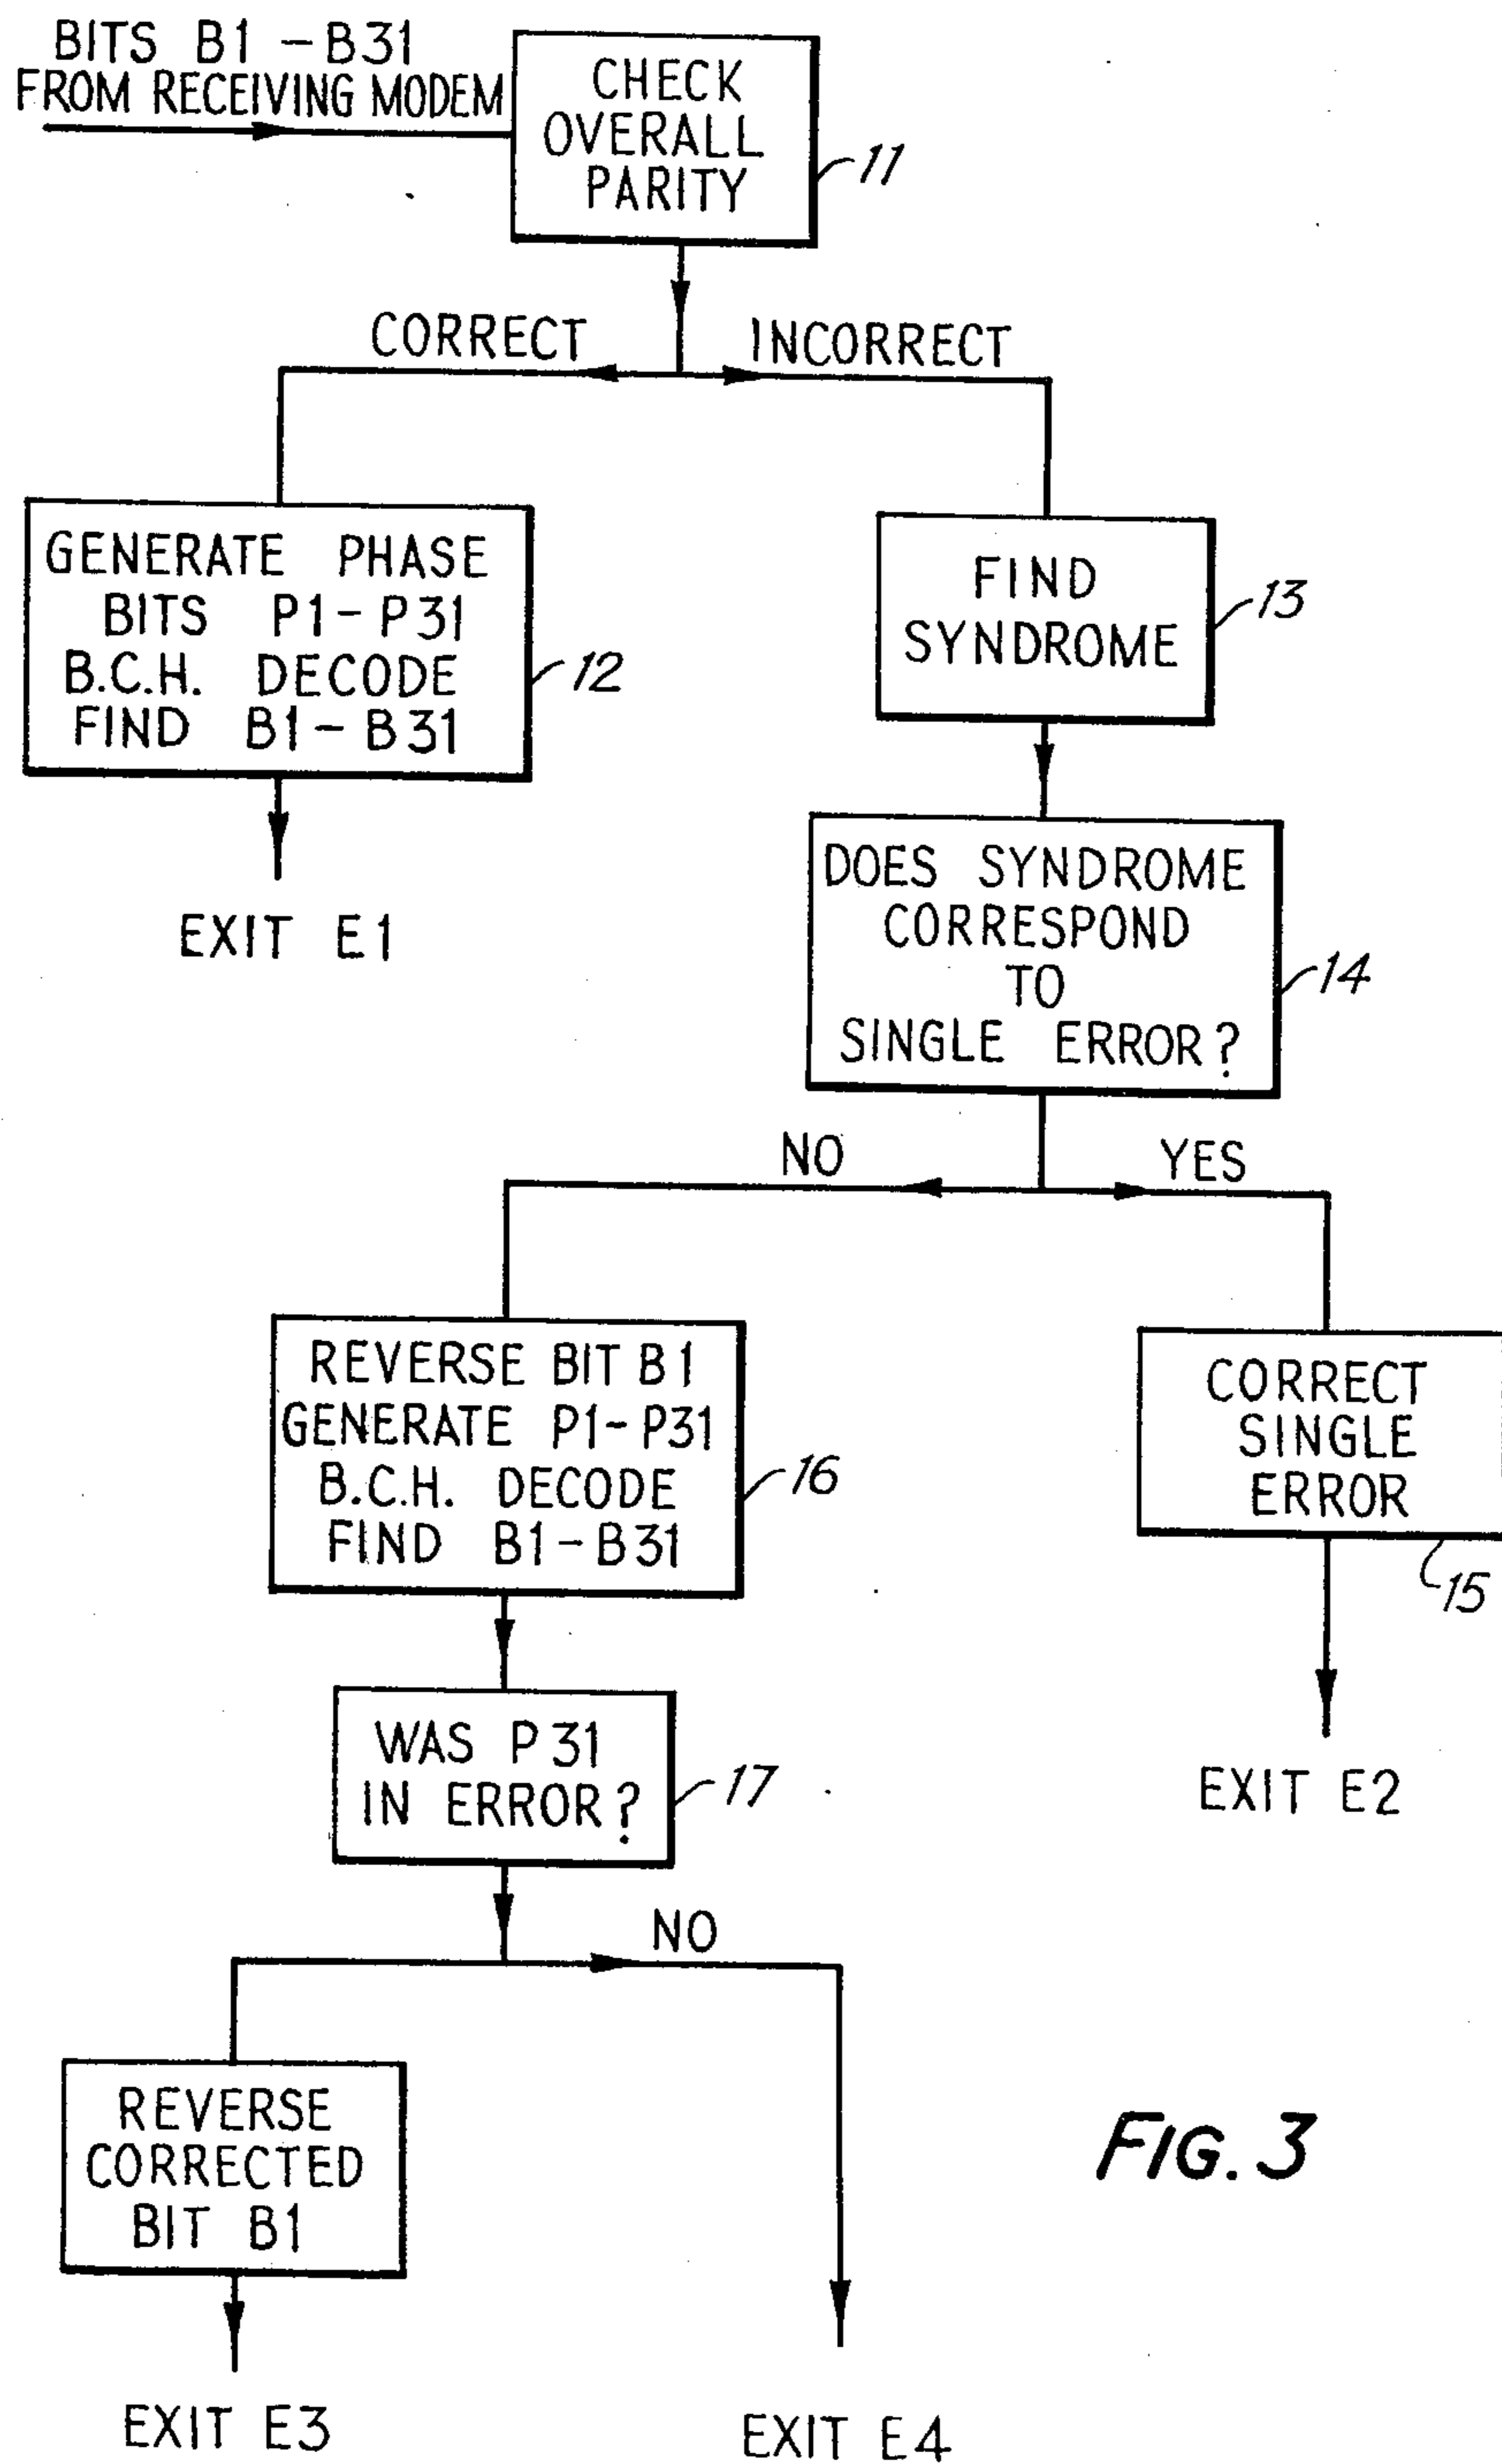 BITS B1 – B31
FROM RECEIVING MODEM
CHECK
OVERALL
PARITY
11
CORRECT
INCORRECT
GENERATE PHASE
BITS P1 – P31
B.C.H. DECODE
FIND B1 – B31
12
FIND
SYNDROME
13
EXIT E1
DOES SYNDROME
CORRESPOND
TO
SINGLE ERROR?
14
NO
YES
REVERSE BIT B1
GENERATE P1 – P31
B.C.H. DECODE
FIND B1 – B31
16
CORRECT
SINGLE
ERROR
15
WAS P31
IN ERROR?
17
EXIT E2
NO
REVERSE
CORRECTED
BIT B1
FIG. 3
EXIT E3
EXIT E4